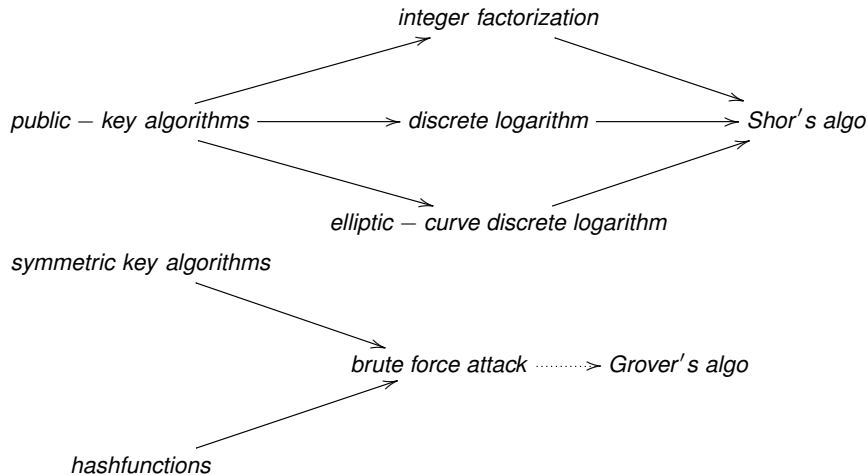 integer factorization
public – key algorithms discrete logarithm Shor's algo
elliptic – curve discrete logarithm
symmetric key algorithms
brute force attack Grover's algo
hashfunctions